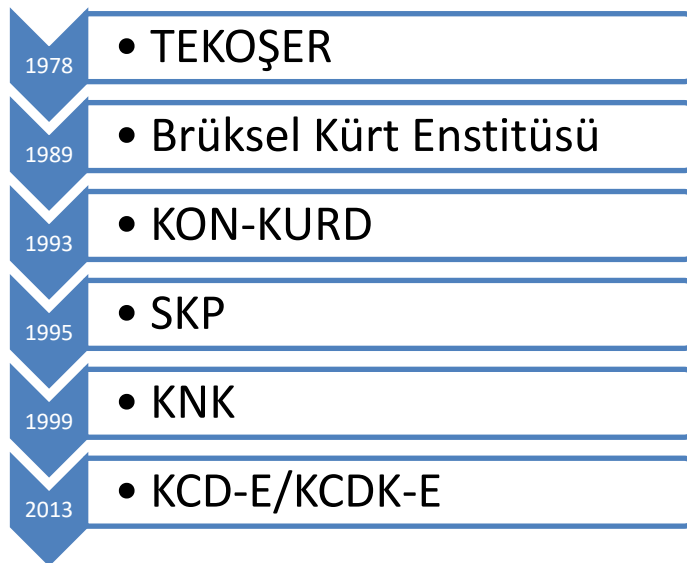 1978
• TEKOŞER
1989
• Brüksel Kürt Enstitüsü
1993
• KON-KURD
1995
• SKP
1999
• KNK
2013
• KCD-E/KCDK-E